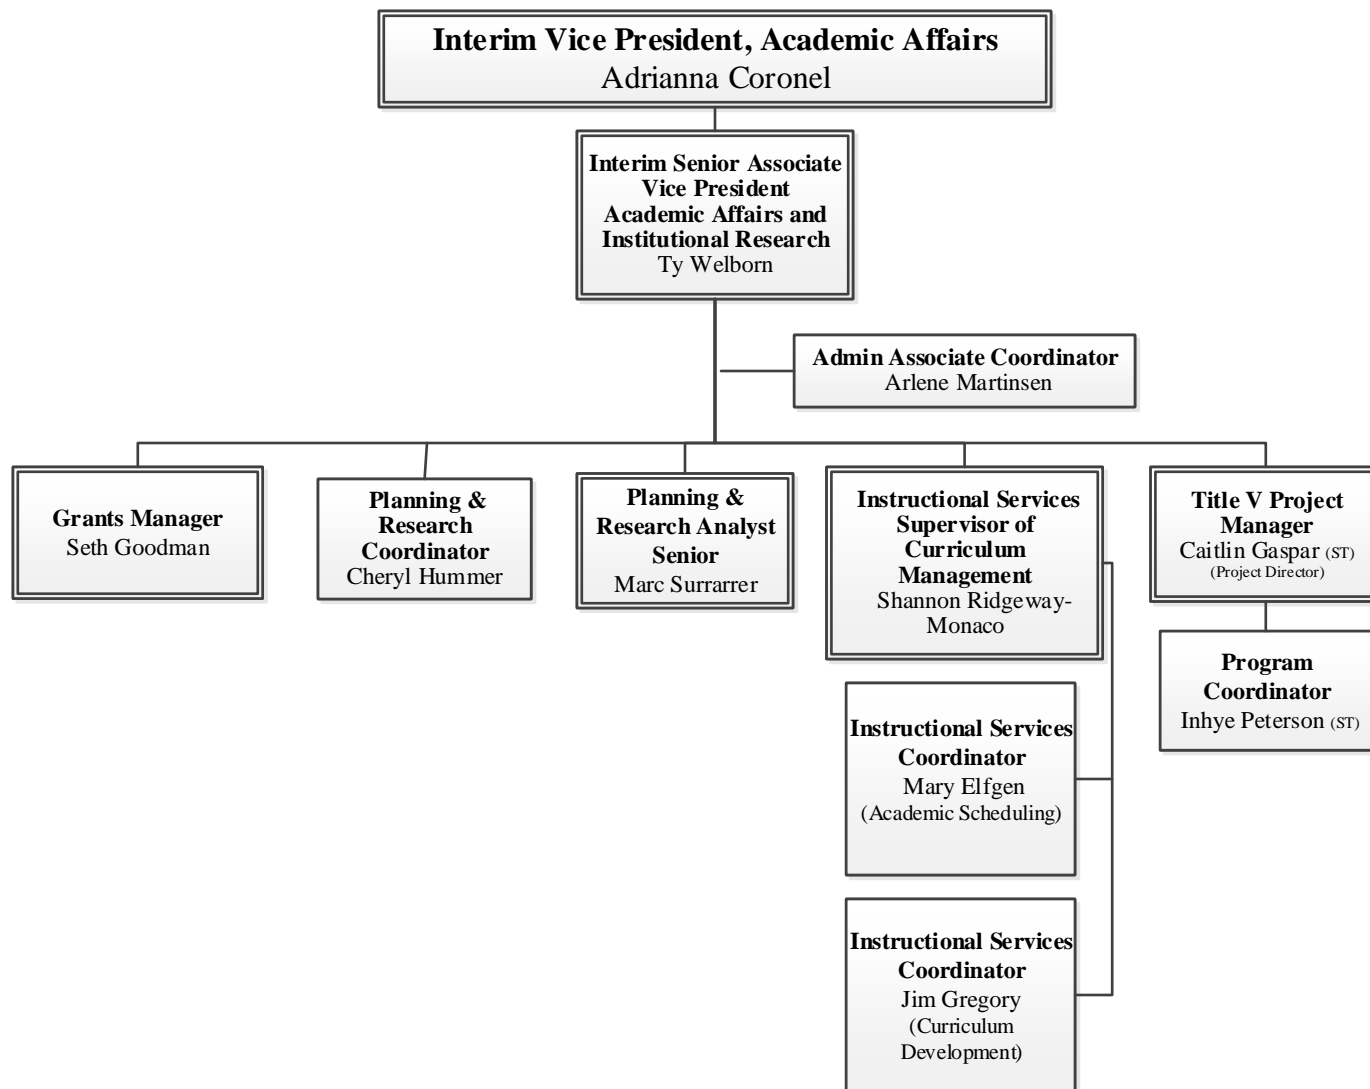 Interim Vice President, Academic Affairs
Adrianna Coronel
Interim Senior Associate
Vice President
Academic Affairs and
Institutional Research
Ty Welborn
Admin Associate Coordinator
Arlene Martinsen
Grants Manager
Seth Goodman
Planning &
Research
Coordinator
Cheryl Hummer
Planning &
Research Analyst
Senior
Marc Surrarrer
Instructional Services
Supervisor of
Curriculum
Management
Shannon Ridgeway-
Monaco
Title V Project
Manager
Caitlin Gaspar (ST)
(Project Director)
Program
Coordinator
Inhye Peterson (ST)
Instructional Services
Coordinator
Mary Elfgen
(Academic Scheduling)
Instructional Services
Coordinator
Jim Gregory
(Curriculum
Development)